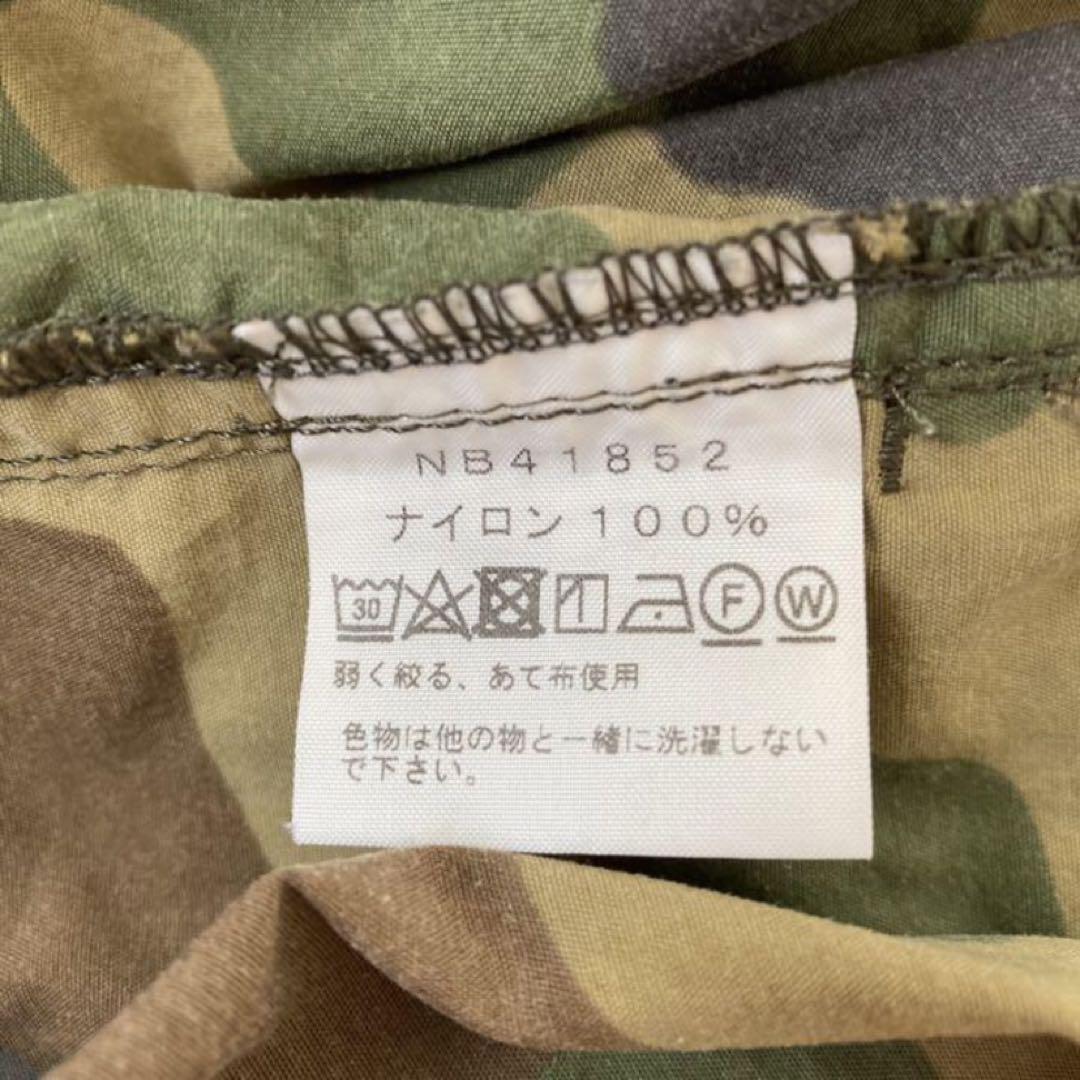 NB41852
ナイロン100%
30 F W
弱く絞る、あて布使用
色物は他の物と一緒に洗濯しない
で下さい。